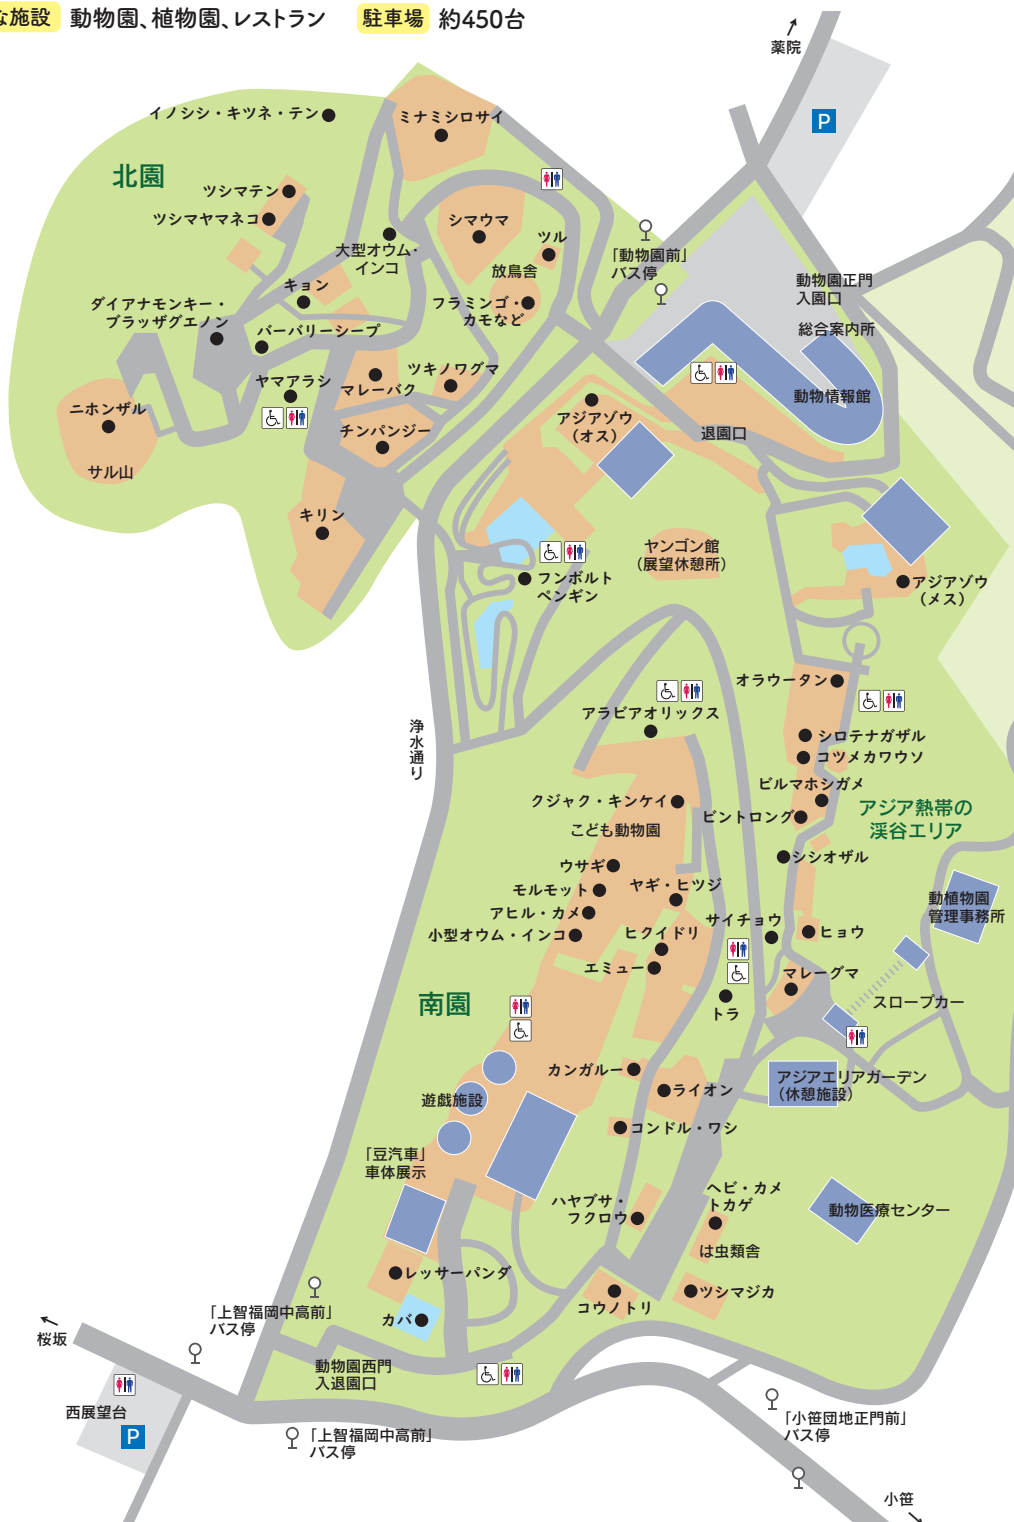 な施設 動物園、植物園、レストラン 駐車場 約450台
薬院
P
イノシシ・キツネ・テン
ミナミシロサイ
北園
ツシマテン
ツシマヤマネコ
シマウマ
ツル
大型オウム・
インコ
放鳥舎
「動物園前」
バス停
動物園正門
入園口
キョン
フラミンゴ・
カモなど
ダイアナモンキー・
ブラッザグエノン
バーバリーシープ
総合案内所
ヤマアラシ
マレーバク
ツキノワグマ
動物情報館
ニホンザル
チンパンジー
アジアゾウ
（オス）
退園口
サル山
キリン
ヤンゴン館
（展望休憩所）
フンボルト
ペンギン
アジアゾウ
（メス）
オラウータン
アラビアオリックス
浄水通り
シロテナガザル
コツメカワウソ
ビルマホシガメ
クジャク・キンケイ
ビントロング
アジア熱帯の
渓谷エリア
こども動物園
シシオザル
ウサギ
モルモット
ヤギ・ヒツジ
動植物園
管理事務所
アヒル・カメ
サイチョウ
小型オウム・インコ
ヒクイドリ
ヒョウ
エミュー
マレーグマ
南園
トラ
スロープカー
カンガルー
ライオン
アジアエリアガーデン
（休憩施設）
遊戯施設
コンドル・ワシ
「豆汽車」
車体展示
ハヤブサ・
フクロウ
ヘビ・カメ
トカゲ
動物医療センター
は虫類舎
レッサーパンダ
コウノトリ
ツシマジカ
カバ
「上智福岡中高前」
バス停
桜坂
動物園西門
入退園口
西展望台
P
「上智福岡中高前」
バス停
「小笹団地正門前」
バス停
小笹